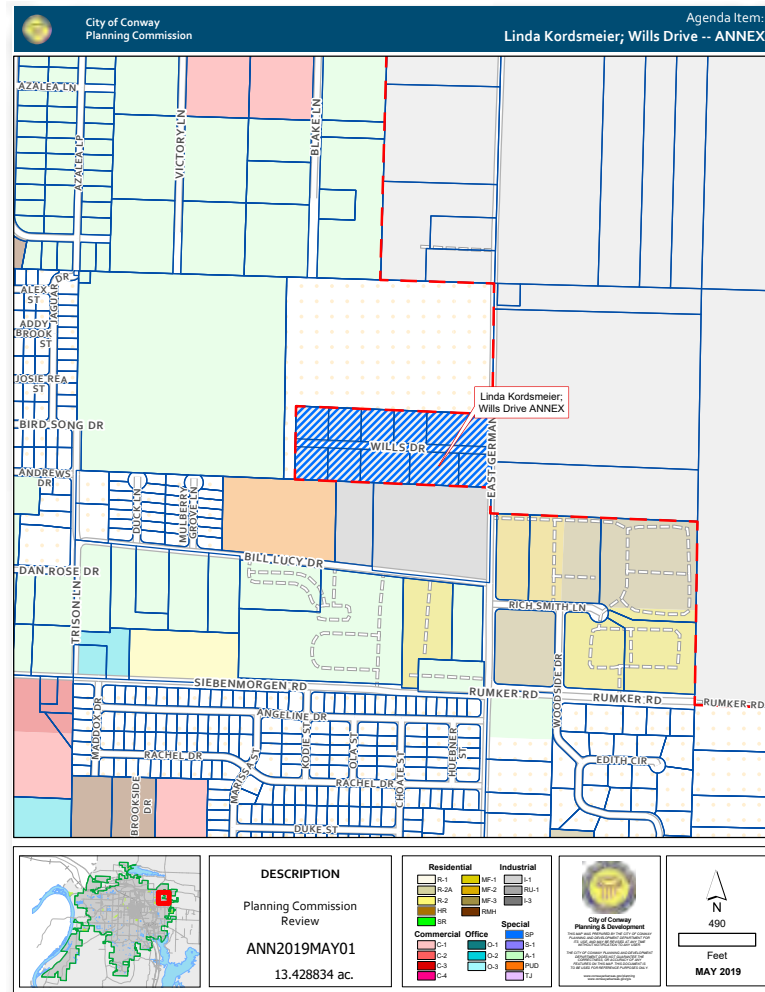 City of Conway
Planning Commission
Agenda Item:
Linda Kordsmeier; Wills Drive -- ANNEX
AZALEA LN
AZALEA LP
VICTORY LN
BLAKE LN
JAGUAR DR
ALEX ST
ADDY BROOK ST
JOSIE REA ST
BIRD SONG DR
ANDREWS DR
Linda Kordsmeier;
Wills Drive ANNEX
WILLS DR
EAST GERMAN
DUCK LN
MULBERRY GROVE LN
BILL LUCY DR
DAN ROSE DR
TRISON LN
RICH SMITH LN
WOODSIDE DR
SIEBENMORGEN RD
RUMKER RD
RUMKER RD
RUMKER RD
MADDOX DR
ANGELINE DR
KODIE ST
OLA ST
CHOATE ST
HUEBNER ST
RACHEL DR
MARISSA ST
RACHEL DR
EDITH CIR
BROOKSIDE DR
DUKE ST
DESCRIPTION
Planning Commission
Review
ANN2019MAY01
13.428834 ac.
Residential
R-1
R-2A
R-2
HR
SR
MF-1
MF-2
MF-3
RMH
Industrial
I-1
RU-1
I-3
Commercial
C-1
C-2
C-3
C-4
Office
O-1
O-2
O-3
Special
SP
S-1
A-1
PUD
TJ
City of Conway
Planning & Development
N
490
Feet
MAY 2019